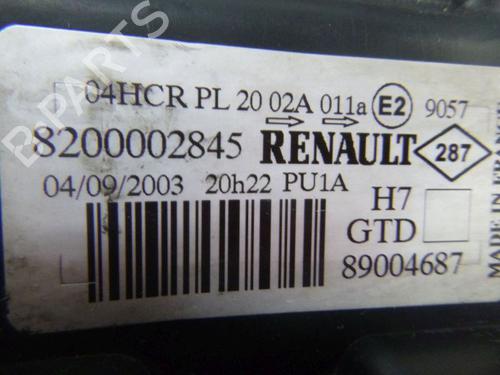 04HCR PL 20 02A 011a E2 9057
8200002845 RENAULT 287
04/09/2003 20h22 PU1A H7
GTD
89004687
MADE IN
B-PARTS